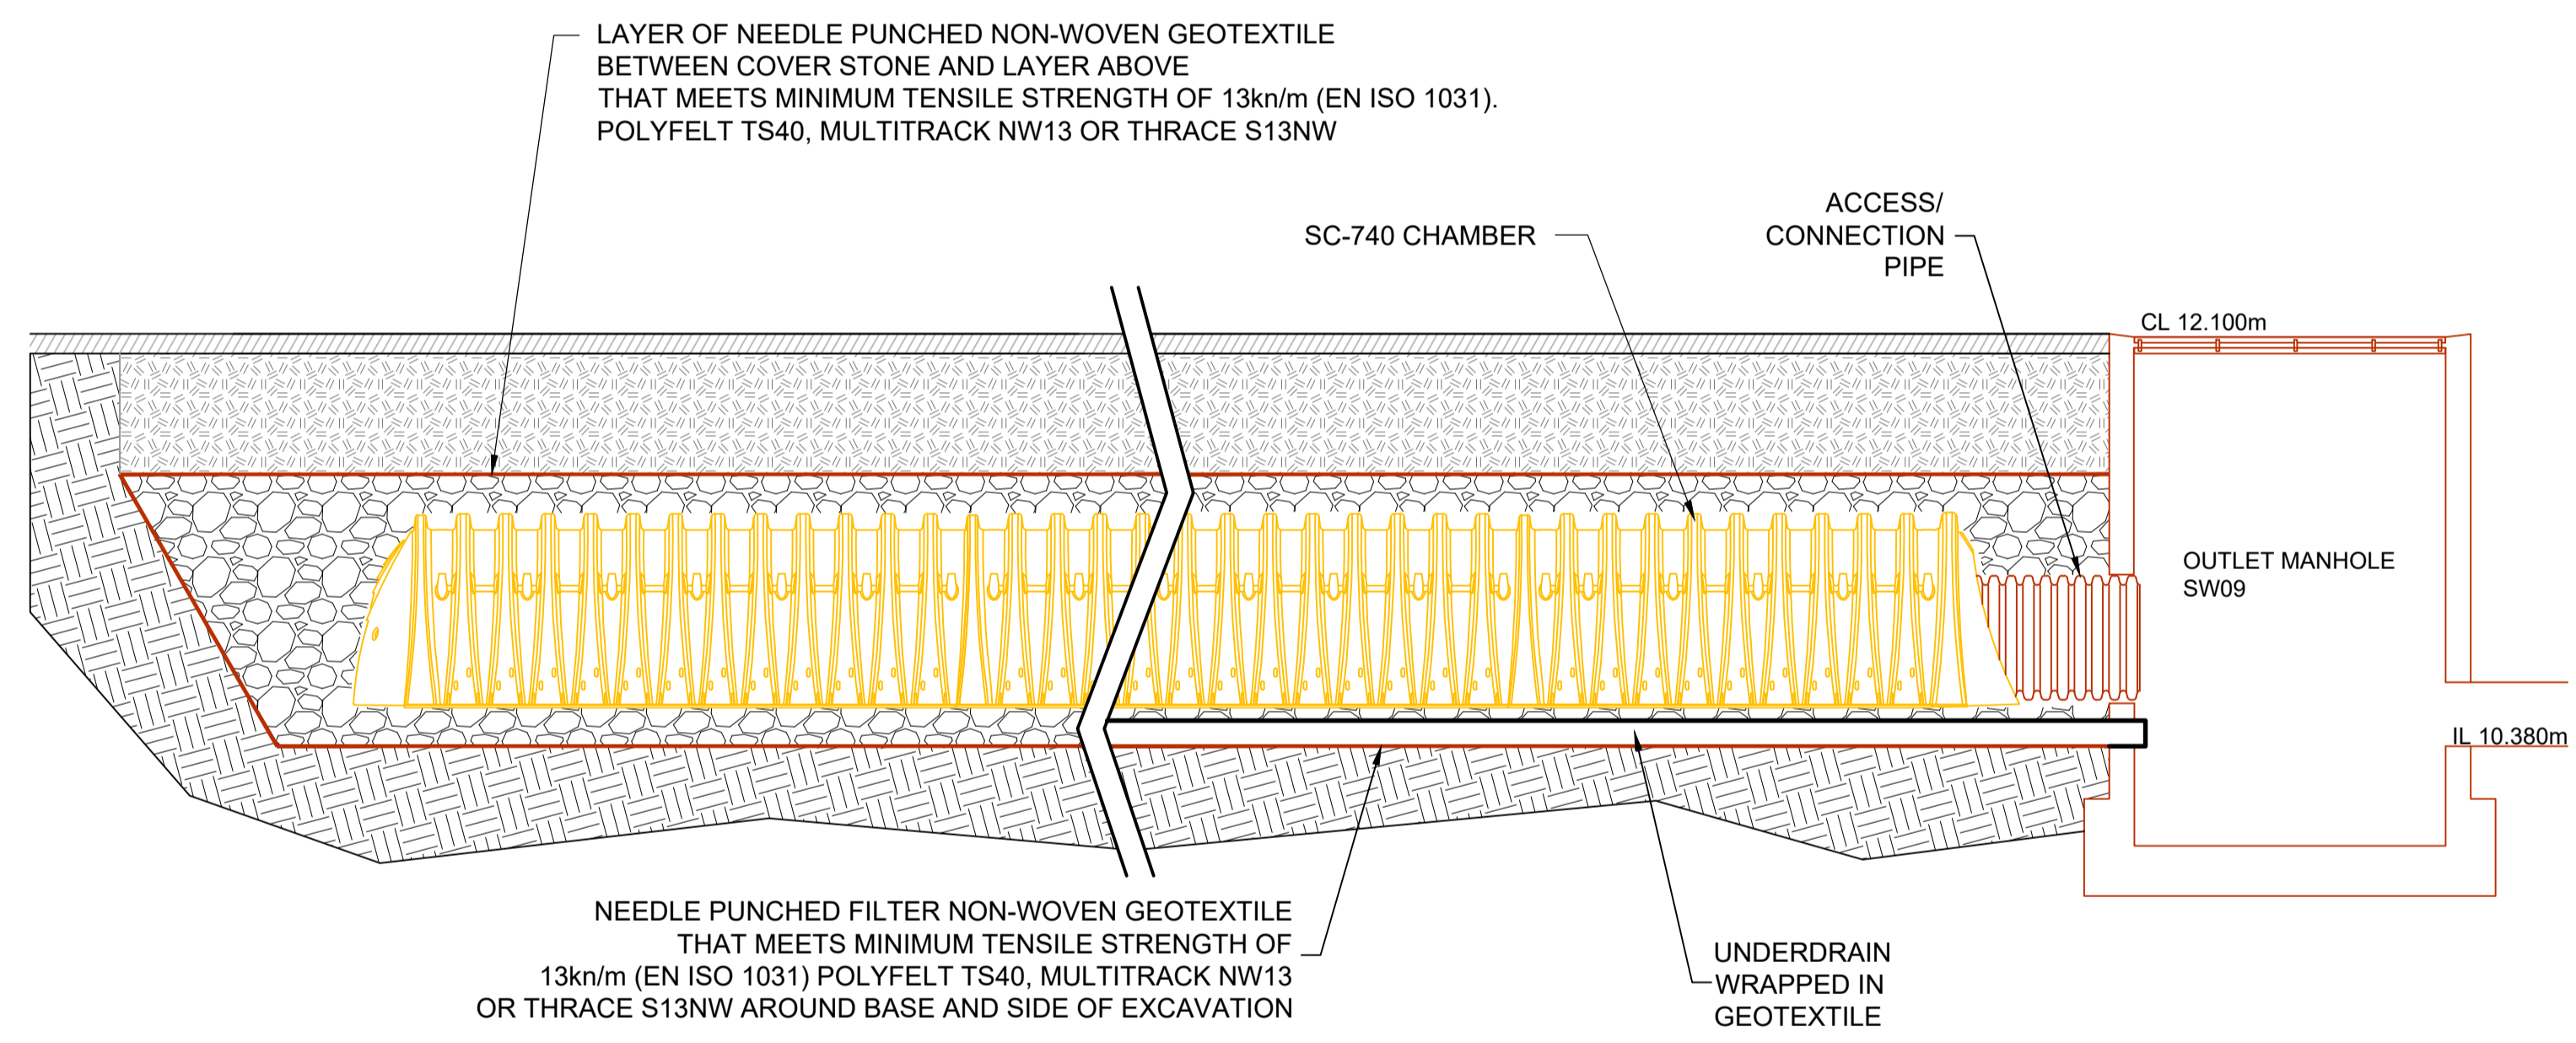 LAYER OF NEEDLE PUNCHED NON-WOVEN GEOTEXTILE
BETWEEN COVER STONE AND LAYER ABOVE
THAT MEETS MINIMUM TENSILE STRENGTH OF 13kn/m (EN ISO 1031).
POLYFELT TS40, MULTITRACK NW13 OR THRACE S13NW
SC-740 CHAMBER
ACCESS/
CONNECTION
PIPE
CL 12.100m
OUTLET MANHOLE
SW09
IL 10.380m
NEEDLE PUNCHED FILTER NON-WOVEN GEOTEXTILE
THAT MEETS MINIMUM TENSILE STRENGTH OF
13kn/m (EN ISO 1031) POLYFELT TS40, MULTITRACK NW13
OR THRACE S13NW AROUND BASE AND SIDE OF EXCAVATION
UNDERDRAIN
WRAPPED IN
GEOTEXTILE